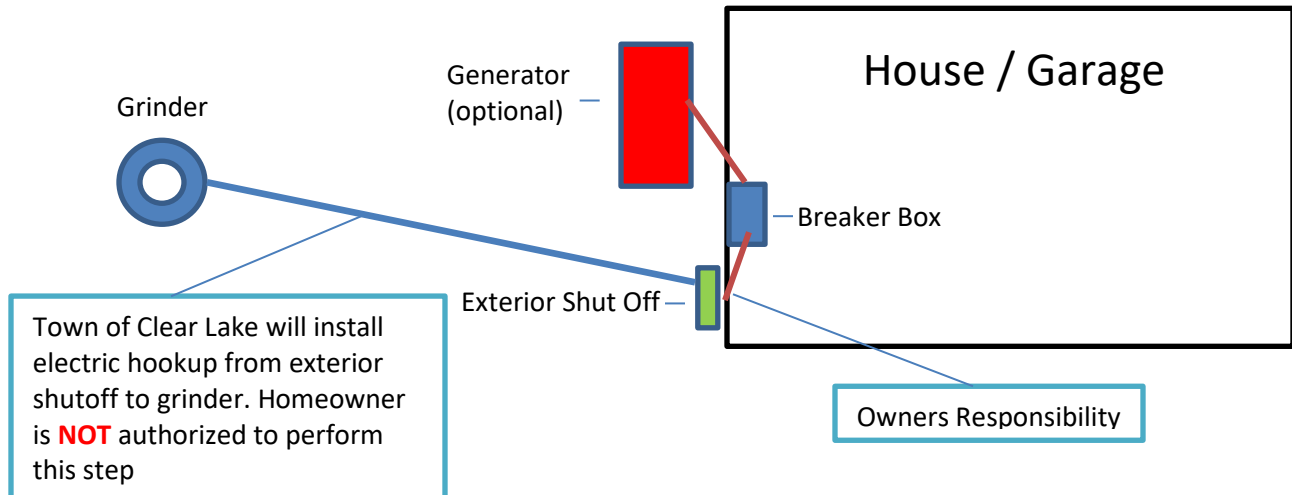 House / Garage
Generator
(optional)
Grinder
Breaker Box
Exterior Shut Off
Town of Clear Lake will install
electric hookup from exterior
shutoff to grinder. Homeowner
is NOT authorized to perform
this step
Owners Responsibility